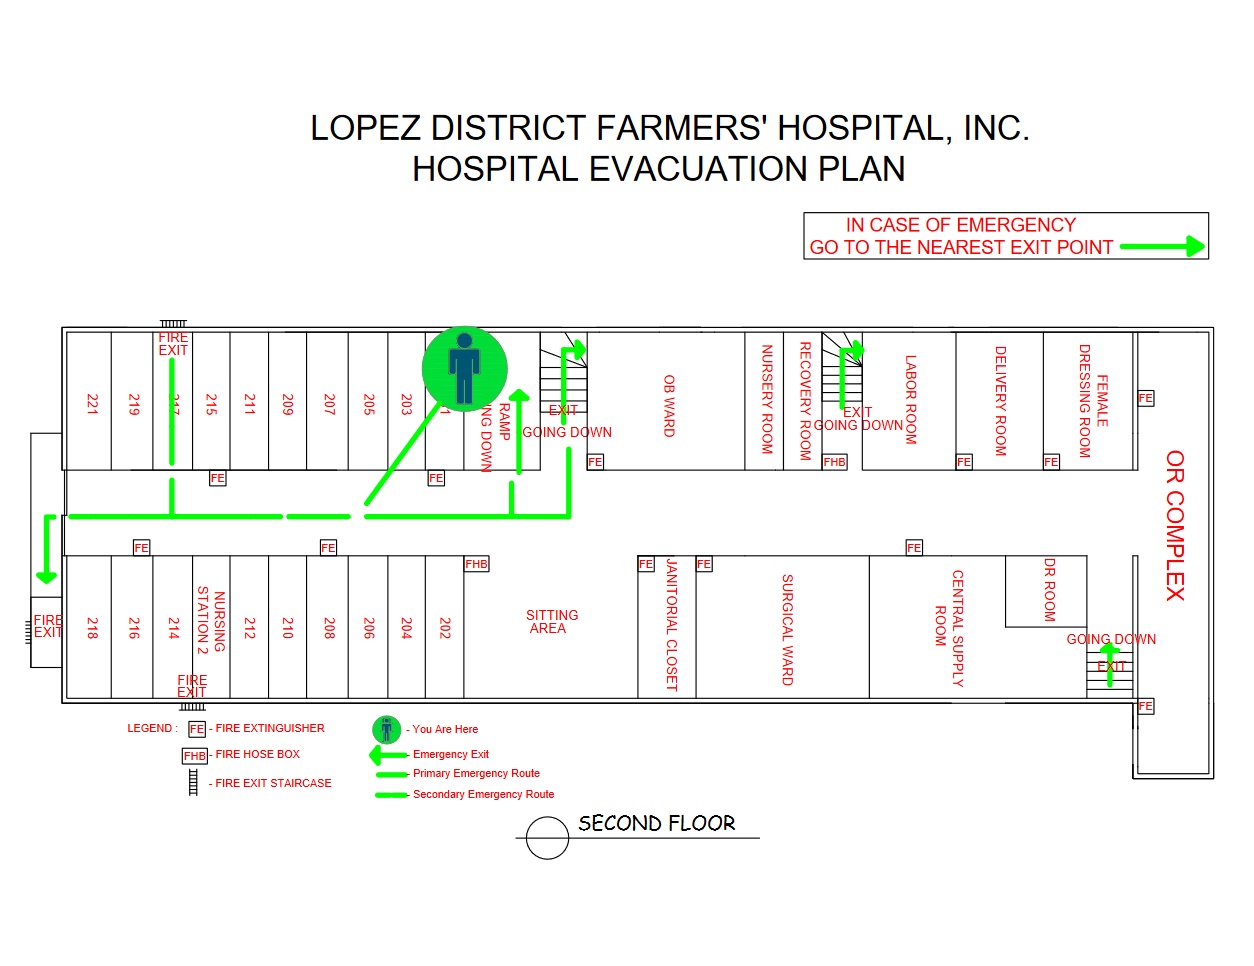 LOPEZ DISTRICT FARMERS' HOSPITAL, INC.
HOSPITAL EVACUATION PLAN
IN CASE OF EMERGENCY
GO TO THE NEAREST EXIT POINT
FIRE
EXIT
221
219
217
215
211
209
207
205
203
RAMP
EXIT
GOING DOWN
OB WARD
NURSERY ROOM
RECOVERY ROOM
EXIT
GOING DOWN
LABOR ROOM
DELIVERY ROOM
FEMALE
DRESSING ROOM
FE
FE
FE
FE
FHB
FE
FE
OR COMPLEX
FE
FE
FHB
FE
FE
FE
FIRE
EXIT
218
216
214
NURSING
STATION 2
212
210
208
206
204
202
SITTING
AREA
JANITORIAL CLOSET
SURGICAL WARD
CENTRAL SUPPLY
ROOM
DR ROOM
GOING DOWN
EXIT
FIRE
EXIT
FE
LEGEND :
FE - FIRE EXTINGUISHER
FHB - FIRE HOSE BOX
- FIRE EXIT STAIRCASE
- You Are Here
- Emergency Exit
- Primary Emergency Route
- Secondary Emergency Route
SECOND FLOOR